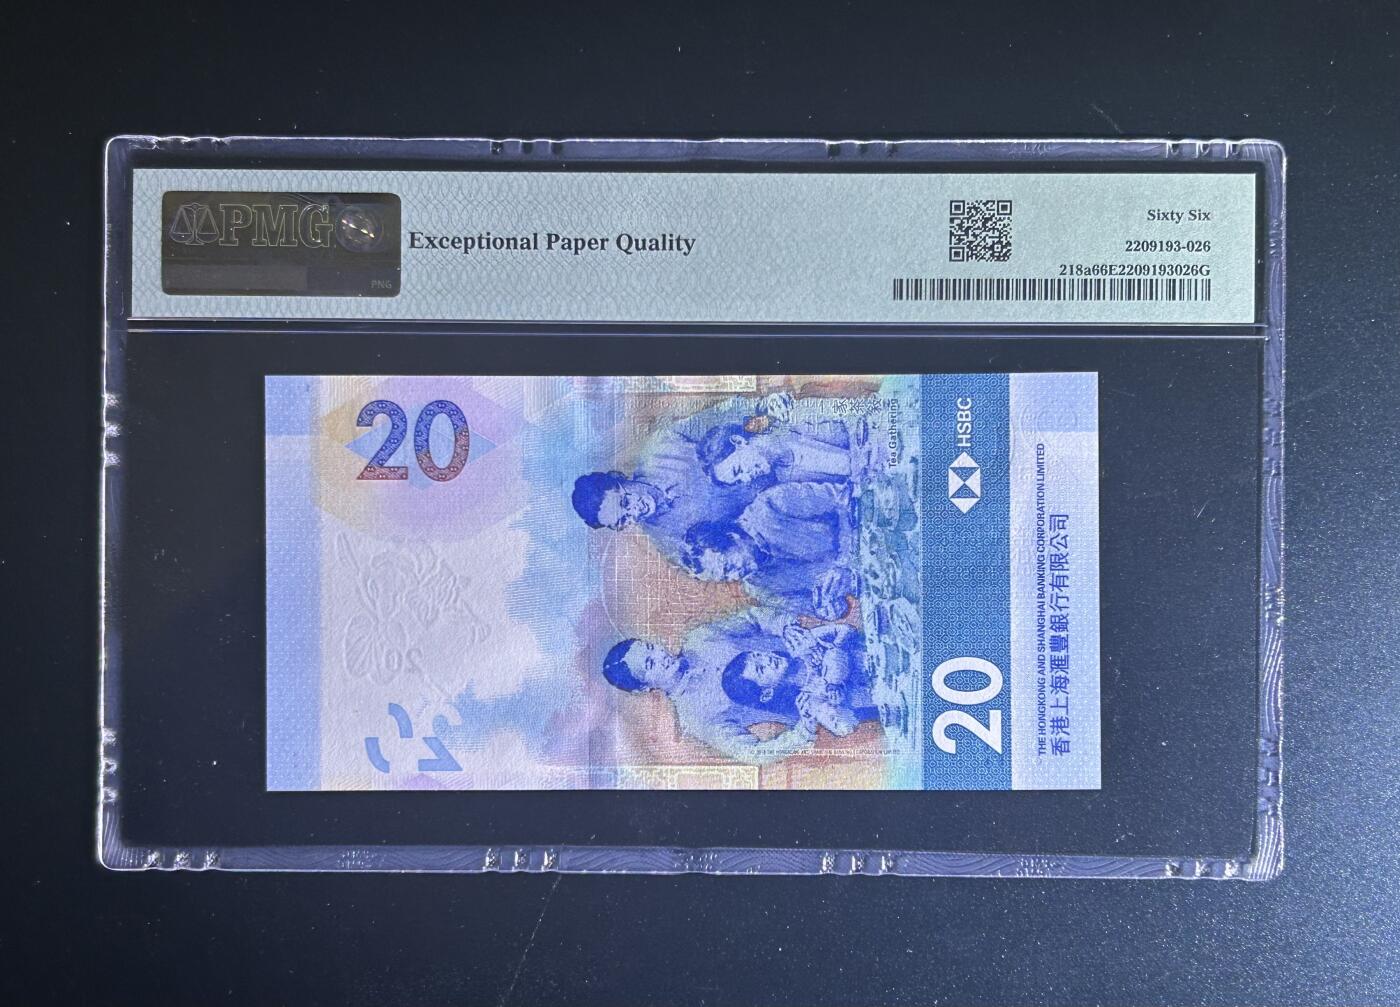 PMG
PNG
Exceptional Paper Quality
Sixty Six
2209193-026
218a66E2209193026G
20
Tea Gathering
HSBC
20
THE HONGKONG AND SHANGHAI BANKING CORPORATION LIMITED
香港上海滙豐銀行有限公司
20